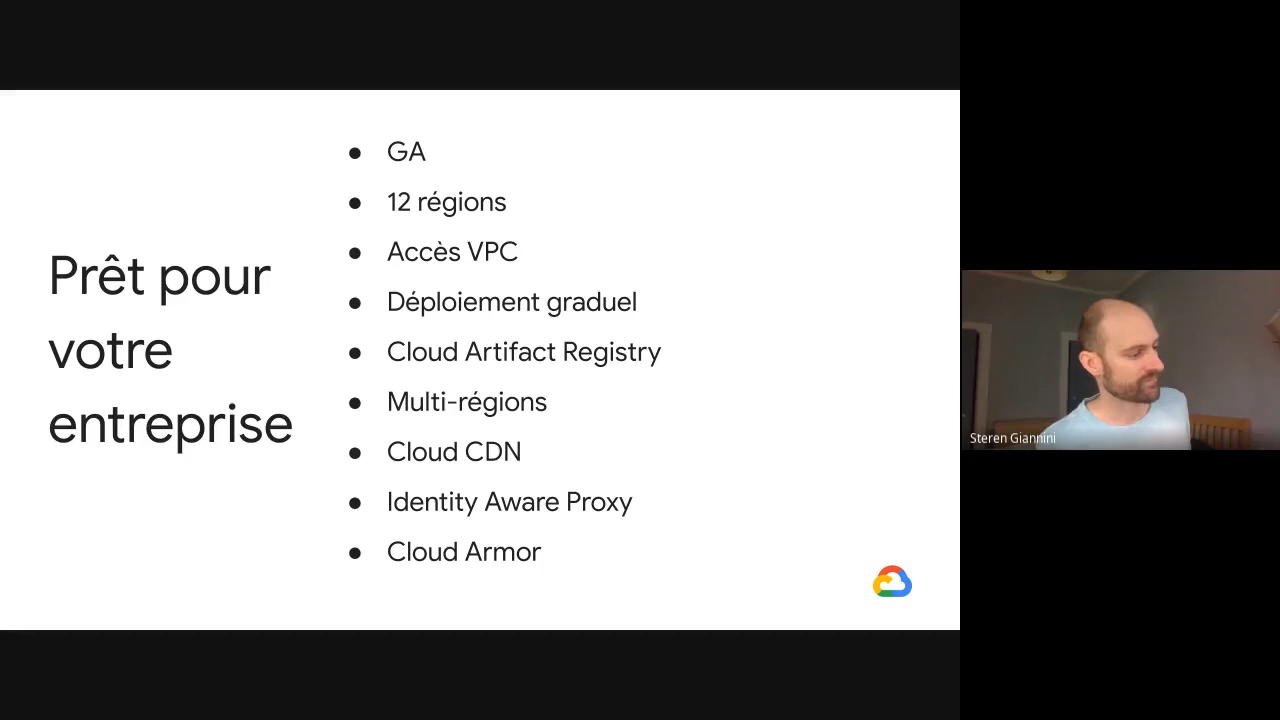 Prêt pour
votre
entreprise
● GA
● 12 régions
● Accès VPC
● Déploiement graduel
● Cloud Artifact Registry
● Multi-régions
● Cloud CDN
● Identity Aware Proxy
● Cloud Armor
Steren Giannini